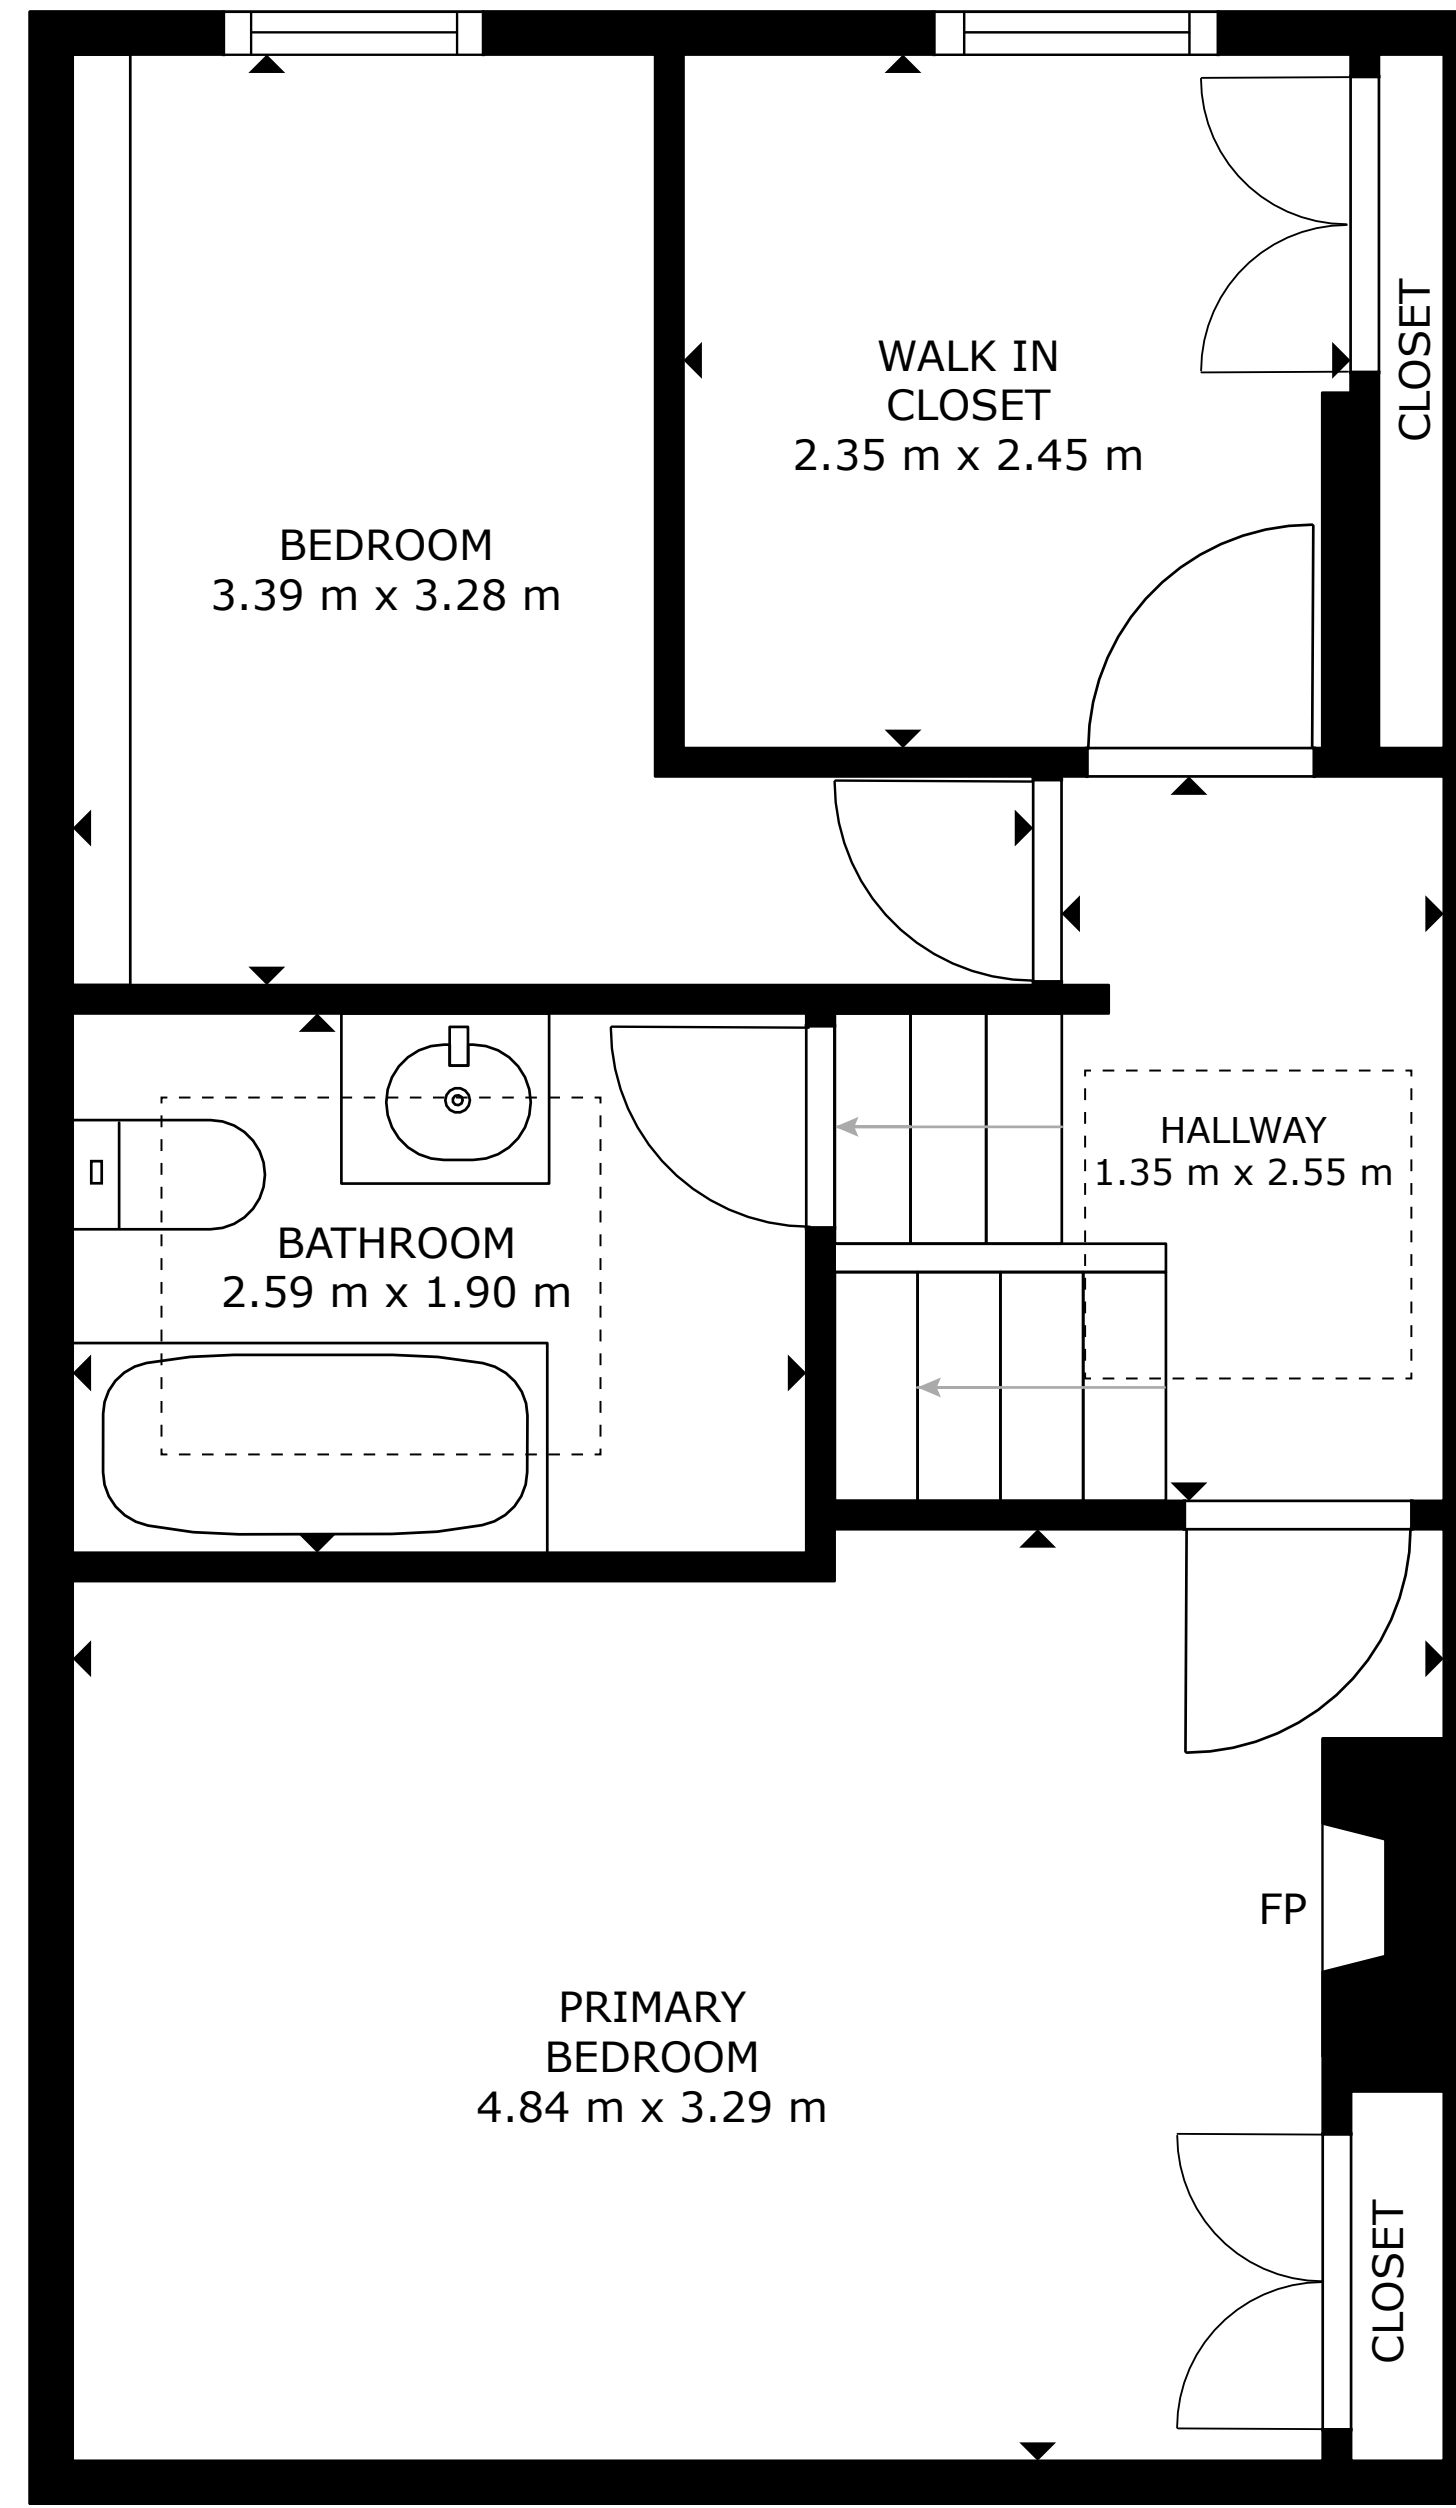 WALK IN
CLOSET
2.35 m x 2.45 m
CLOSET
BEDROOM
3.39 m x 3.28 m
HALLWAY
1.35 m x 2.55 m
BATHROOM
2.59 m x 1.90 m
FP
PRIMARY
BEDROOM
4.84 m x 3.29 m
CLOSET